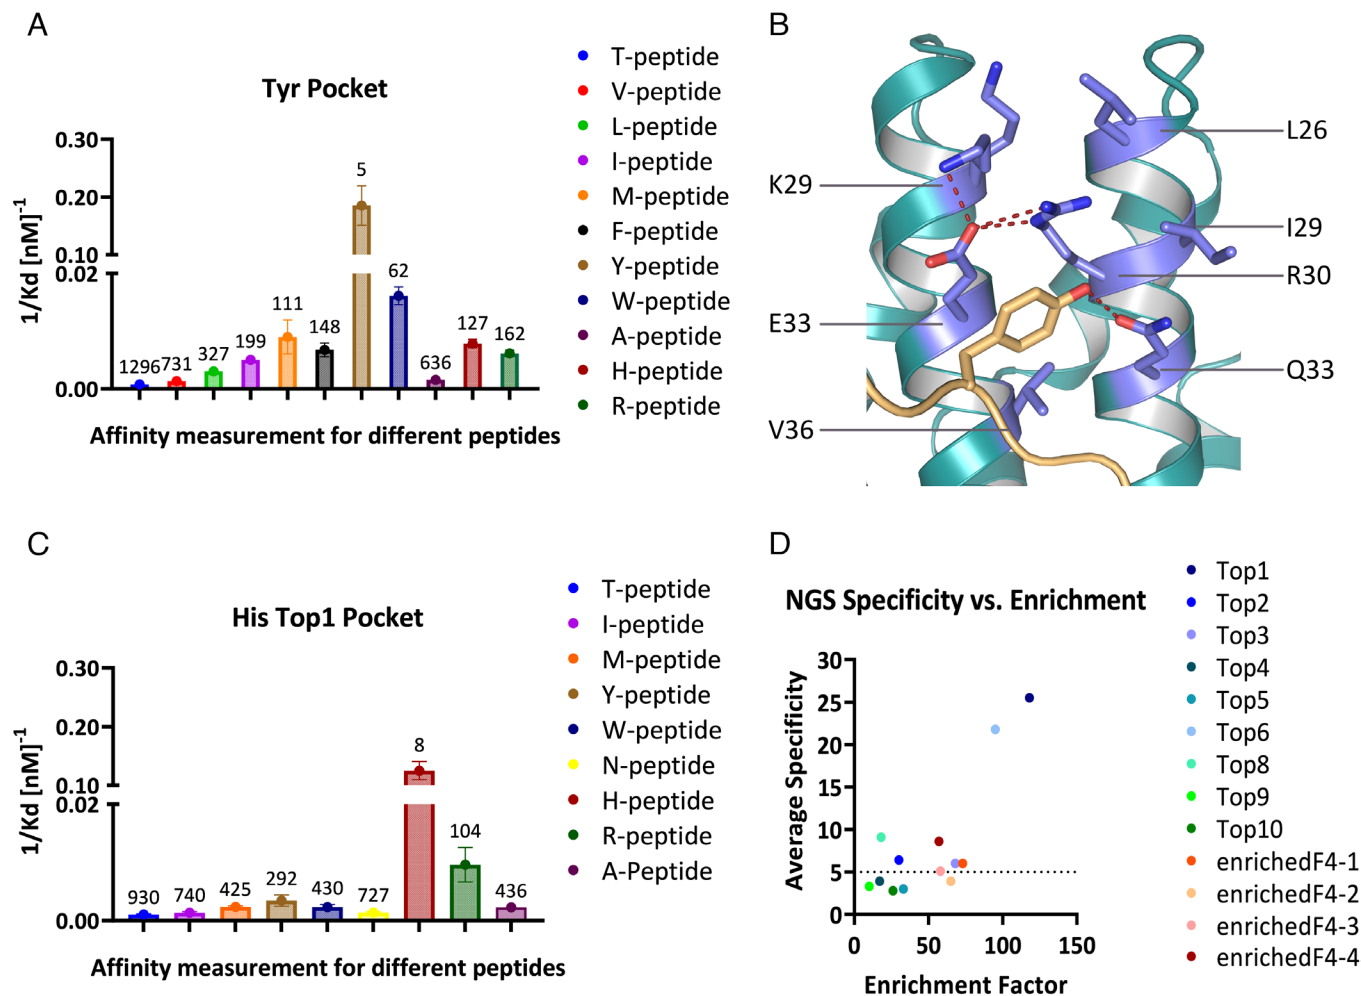 A
Tyr Pocket
1/Kd [nM]⁻¹
0.30
0.20
0.10
0.02
0.00
1296
731
327
199
111
148
5
62
636
127
162
Affinity measurement for different peptides
T-peptide
V-peptide
L-peptide
I-peptide
M-peptide
F-peptide
Y-peptide
W-peptide
A-peptide
H-peptide
R-peptide
B
K29
E33
V36
L26
I29
R30
Q33
C
His Top1 Pocket
1/Kd [nM]⁻¹
0.30
0.20
0.10
0.02
0.00
930
740
425
292
430
727
8
104
436
Affinity measurement for different peptides
T-peptide
I-peptide
M-peptide
Y-peptide
W-peptide
N-peptide
H-peptide
R-peptide
A-Peptide
D
NGS Specificity vs. Enrichment
Average Specificity
30
25
20
15
10
5
0
0
50
100
150
Enrichment Factor
Top1
Top2
Top3
Top4
Top5
Top6
Top8
Top9
Top10
enrichedF4-1
enrichedF4-2
enrichedF4-3
enrichedF4-4